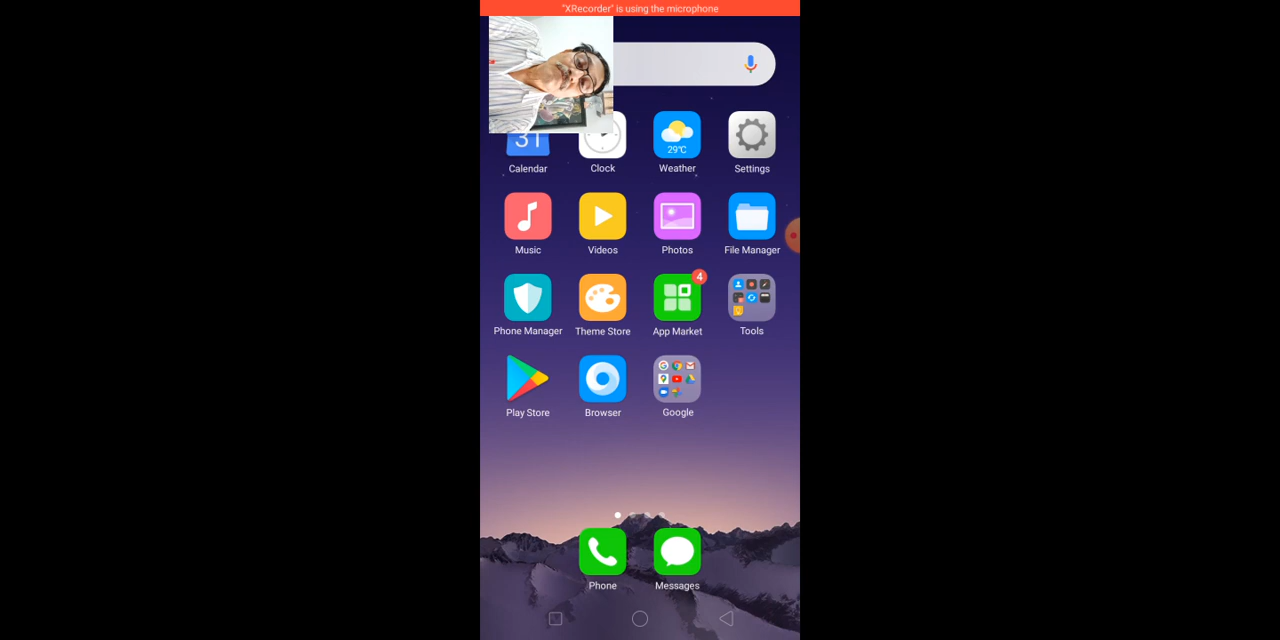 "XRecorder" is using the microphone
31
29°C
Calendar
Clock
Weather
Settings
Music
Videos
Photos
File Manager
4
Phone Manager
Theme Store
App Market
Tools
Play Store
Browser
Google
Phone
Messages